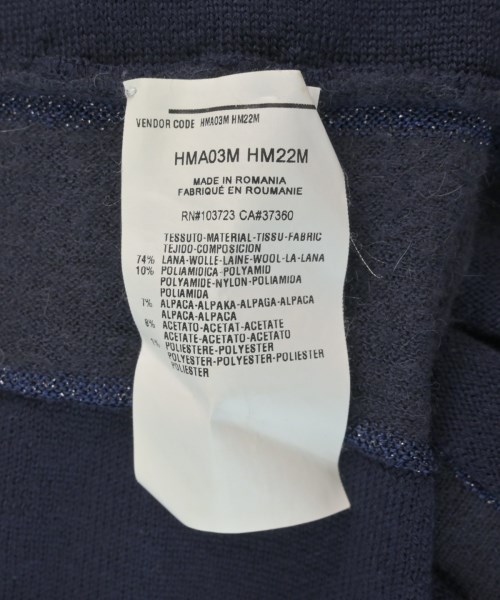 VENDOR CODE HMA03M HM22M
HMA03M HM22M
MADE IN ROMANIA
FABRIQUÉ EN ROUMANIE
RN#103723 CA#37360
TESSUTO-MATERIAL-TISSU-FABRIC
TEJIDO-COMPOSICION
74% LANA-WOLLE-LAINE-WOOL-LA-LANA
10% POLIAMIDICA-POLYAMID
POLYAMIDE-NYLON-POLIAMIDA
POLIAMIDA
7% ALPACA-ALPAKA-ALPAGA-ALPACA
ALPACA-ALPACA
8% ACETATO-ACETAT-ACETATE
ACETATE-ACETATO-ACETATO
POLIESTERE-POLYESTER
POLYESTER-POLYESTER-POLIESTER
POLIESTER